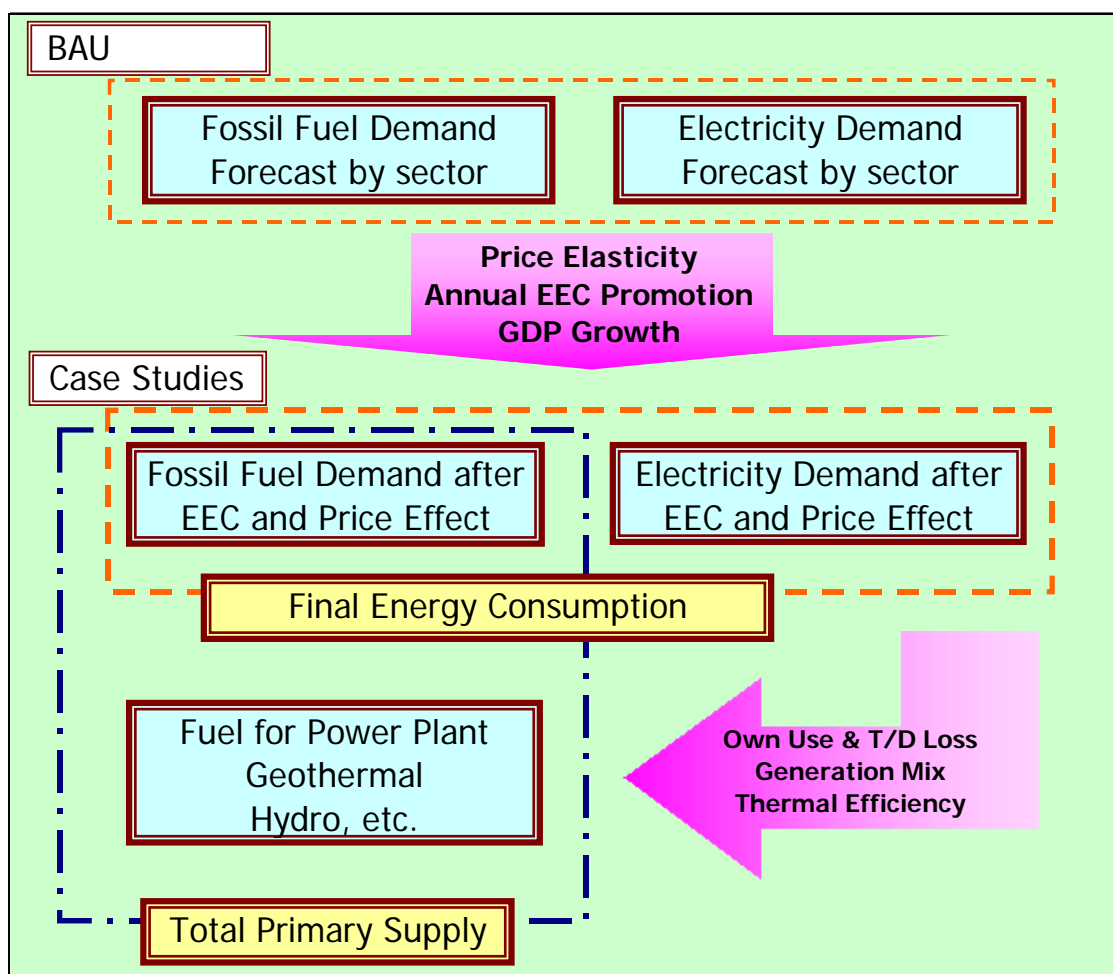 BAU
Fossil Fuel Demand
Forecast by sector
Electricity Demand
Forecast by sector
Price Elasticity
Annual EEC Promotion
GDP Growth
Case Studies
Fossil Fuel Demand after
EEC and Price Effect
Electricity Demand after
EEC and Price Effect
Final Energy Consumption
Fuel for Power Plant
Geothermal
Hydro, etc.
Own Use & T/D Loss
Generation Mix
Thermal Efficiency
Total Primary Supply